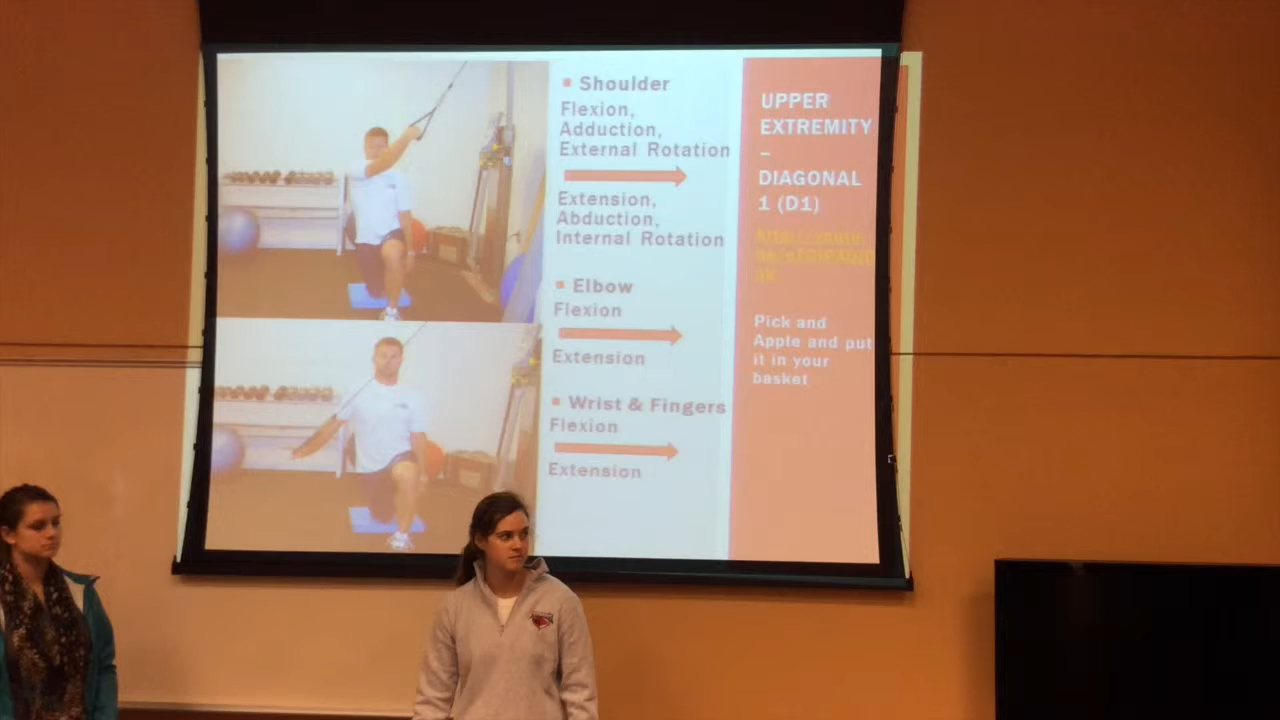 ▪ Shoulder
Flexion,
Adduction,
External Rotation
Extension,
Abduction,
Internal Rotation
▪ Elbow
Flexion
Extension
▪ Wrist & Fingers
Flexion
Extension
UPPER
EXTREMITY
–
DIAGONAL
1 (D1)
Pick and
Apple and put
it in your
basket